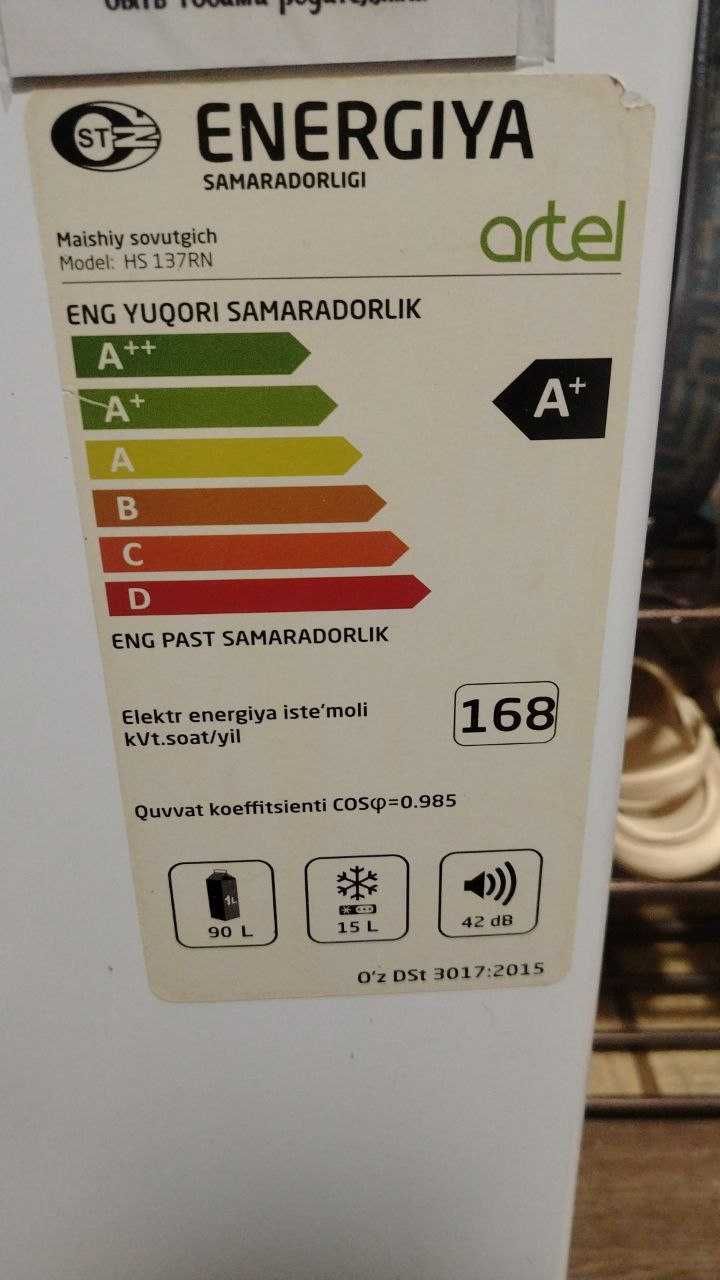 ST
ENERGIYA
SAMARADORLIGI
artel
Maishiy sovutgich
Model: HS 137RN
ENG YUQORI SAMARADORLIK
A++
A+
A+
A
B
C
D
ENG PAST SAMARADORLIK
Elektr energiya iste’moli
kVt.soat/yil
168
Quvvat koeffitsienti COSφ=0.985
1L
90 L
15 L
42 dB
O‘z DSt 3017:2015